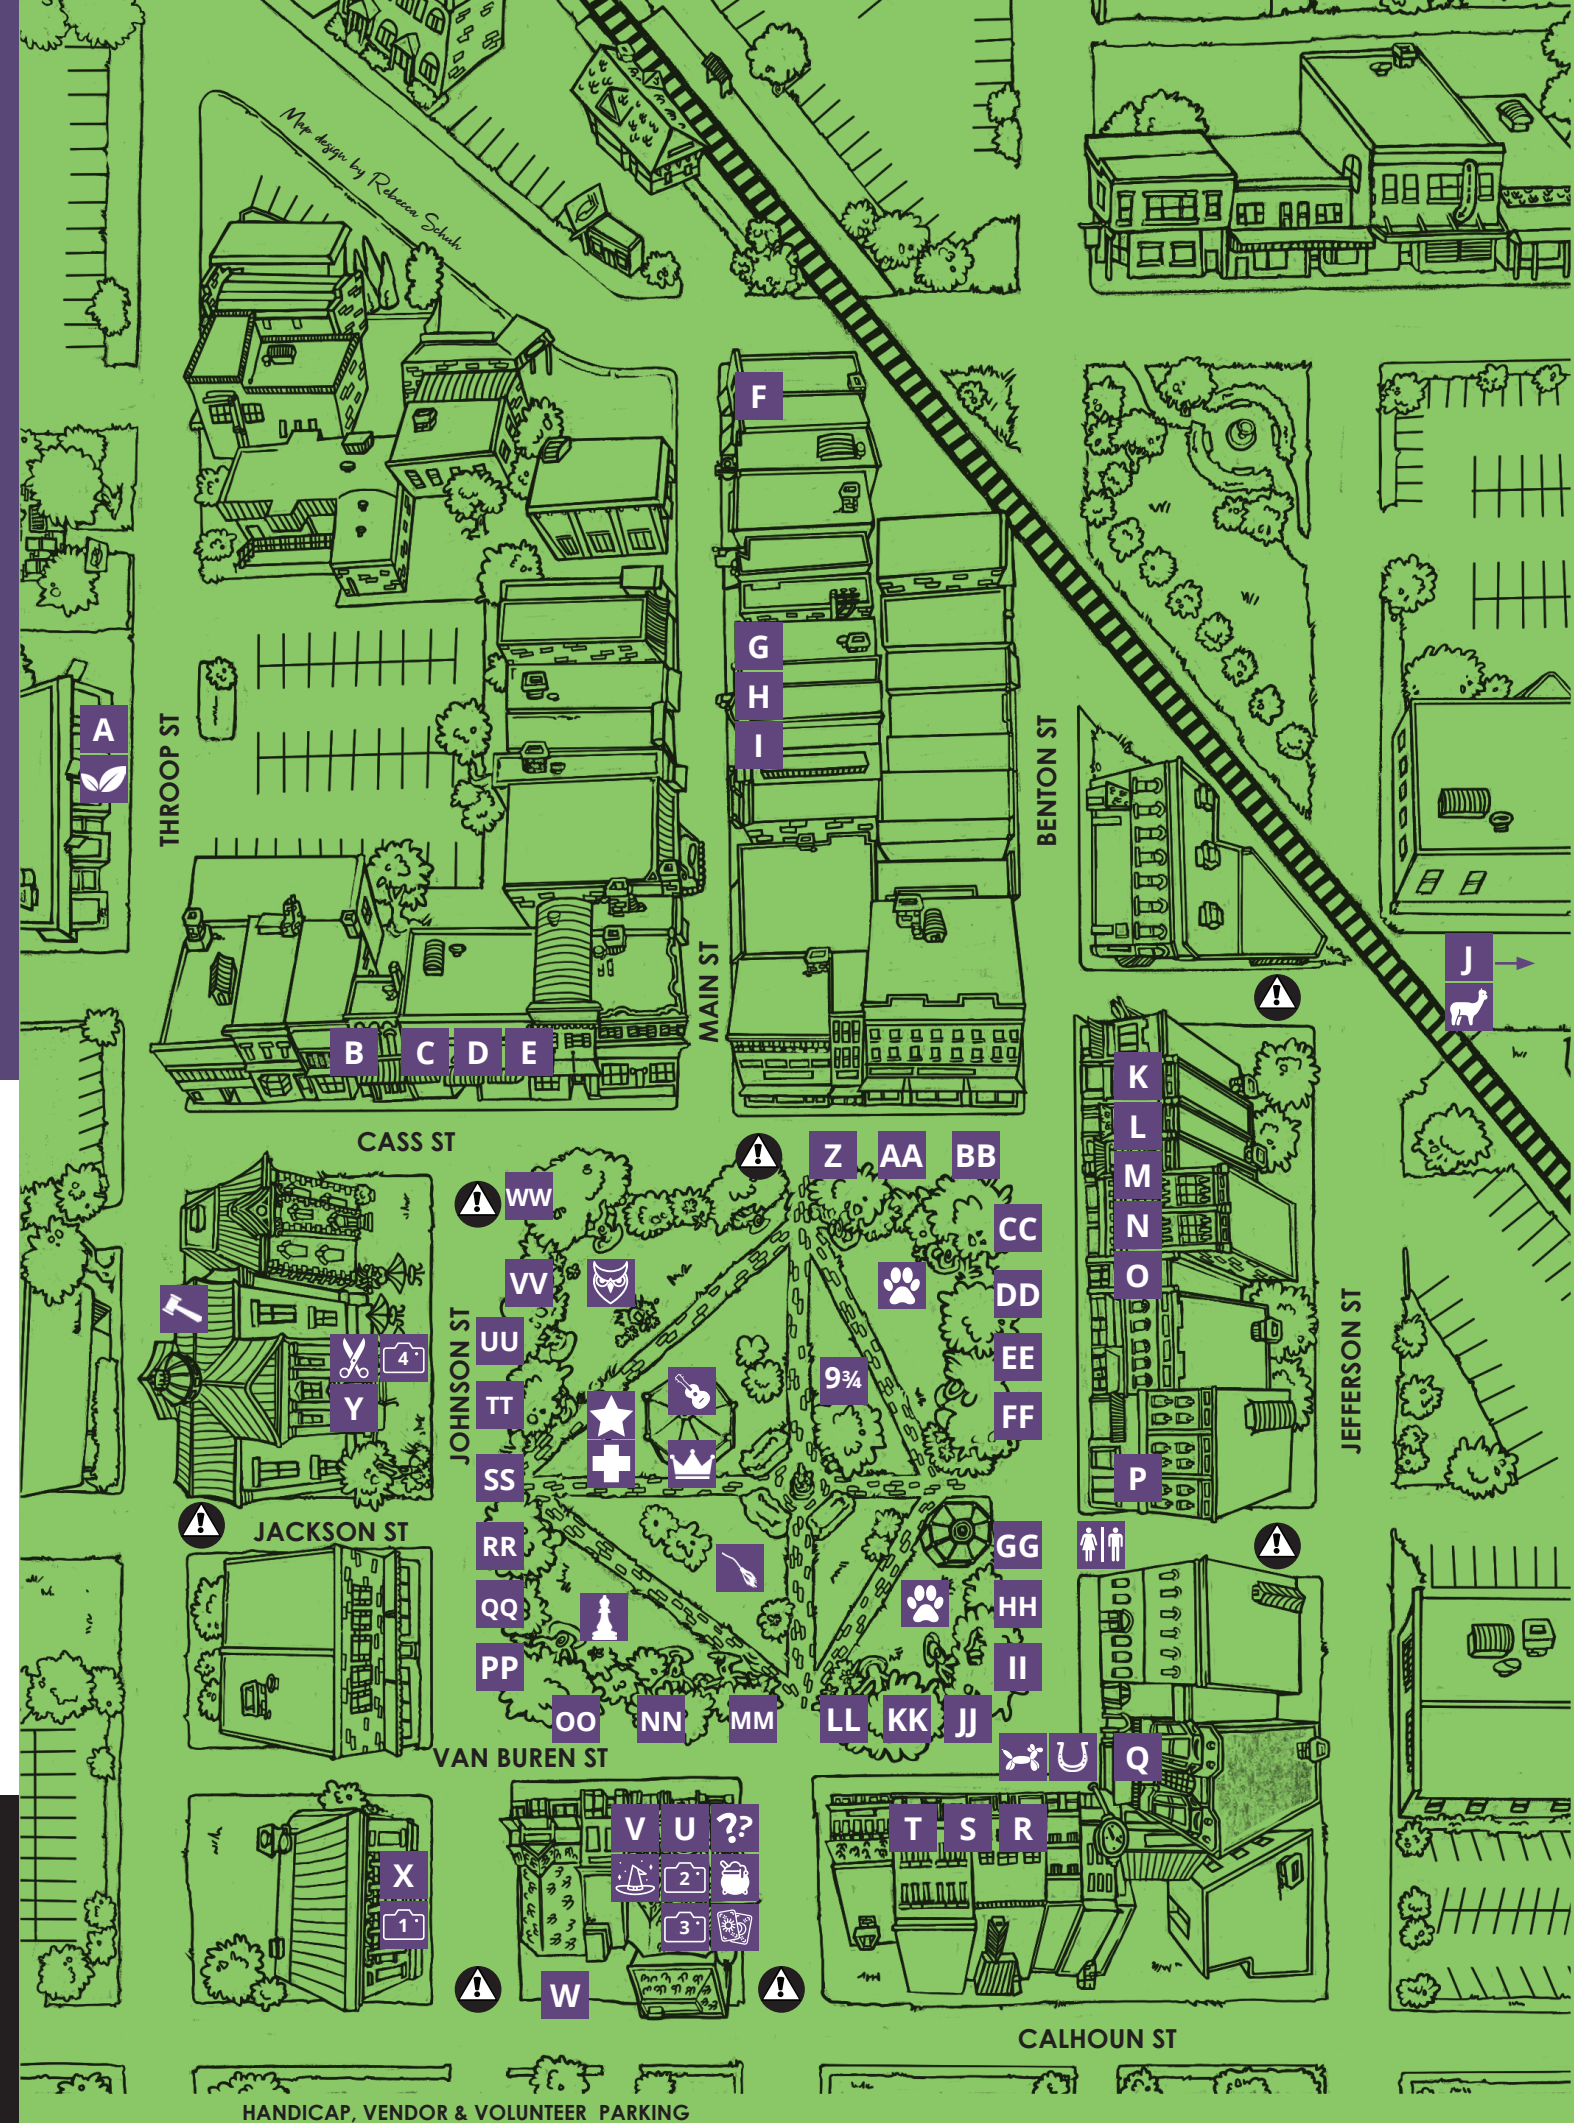 Map design by Rebecca Schuh
F
G
H
I
A
THROOP ST
BENTON ST
MAIN ST
J
B
C
D
E
K
L
M
N
O
P
CASS ST
Z
AA
BB
WW
CC
VV
DD
UU
EE
JOHNSON ST
JEFFERSON ST
4
9¾
Y
TT
FF
SS
JACKSON ST
RR
GG
QQ
HH
PP
II
OO
NN
MM
LL
KK
JJ
VAN BUREN ST
Q
V
U
??
T
S
R
X
2
1
3
W
CALHOUN ST
HANDICAP, VENDOR & VOLUNTEER PARKING